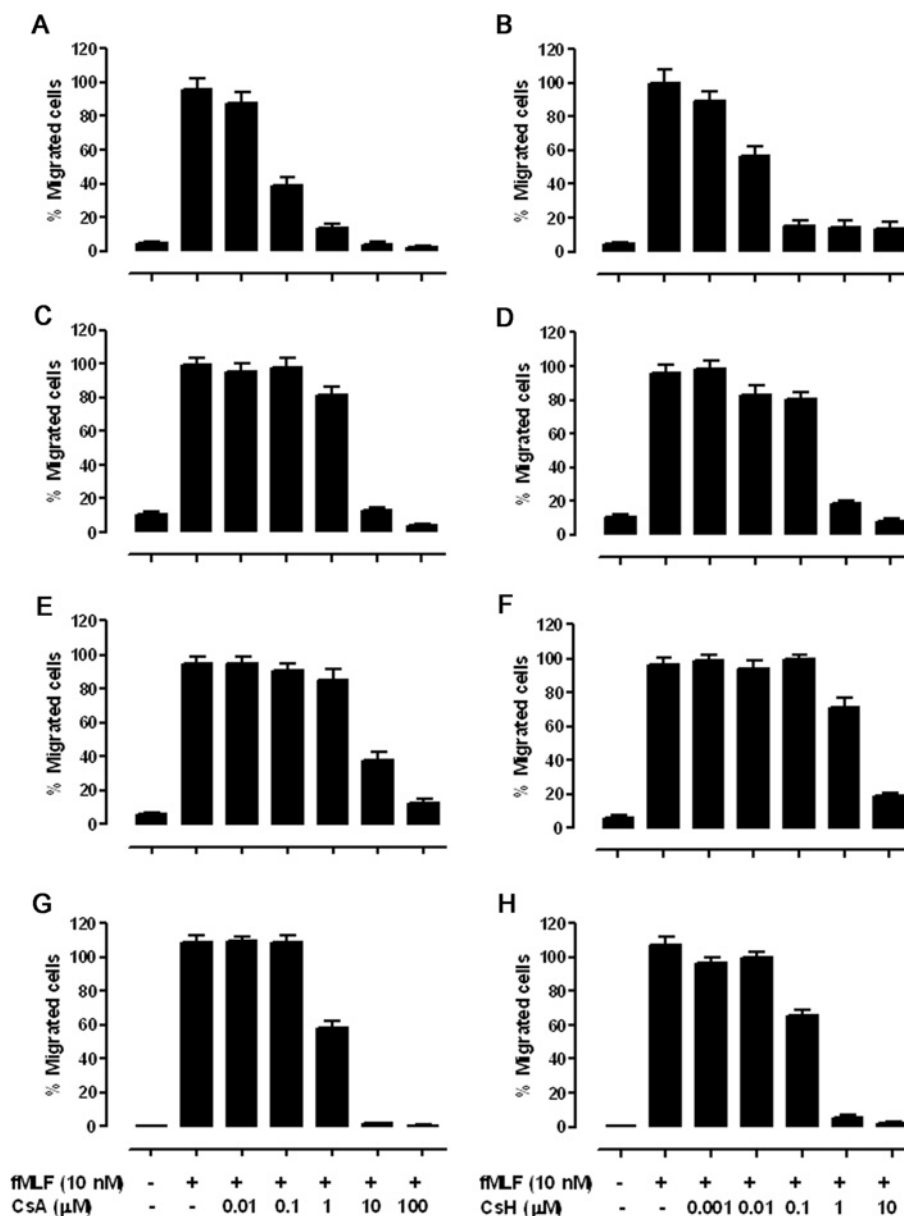 A
120
100
80
60
40
20
0
% Migrated cells
B
120
100
80
60
40
20
0
% Migrated cells
C
120
100
80
60
40
20
0
% Migrated cells
D
120
100
80
60
40
20
0
% Migrated cells
E
120
100
80
60
40
20
0
% Migrated cells
F
120
100
80
60
40
20
0
% Migrated cells
G
120
100
80
60
40
20
0
% Migrated cells
H
120
100
80
60
40
20
0
% Migrated cells
fMLF (10 nM) - + + + + + +
CsA (µM) - - 0.01 0.1 1 10 100
fMLF (10 nM) - + + + + + +
CsH (µM) - - 0.001 0.01 0.1 1 10